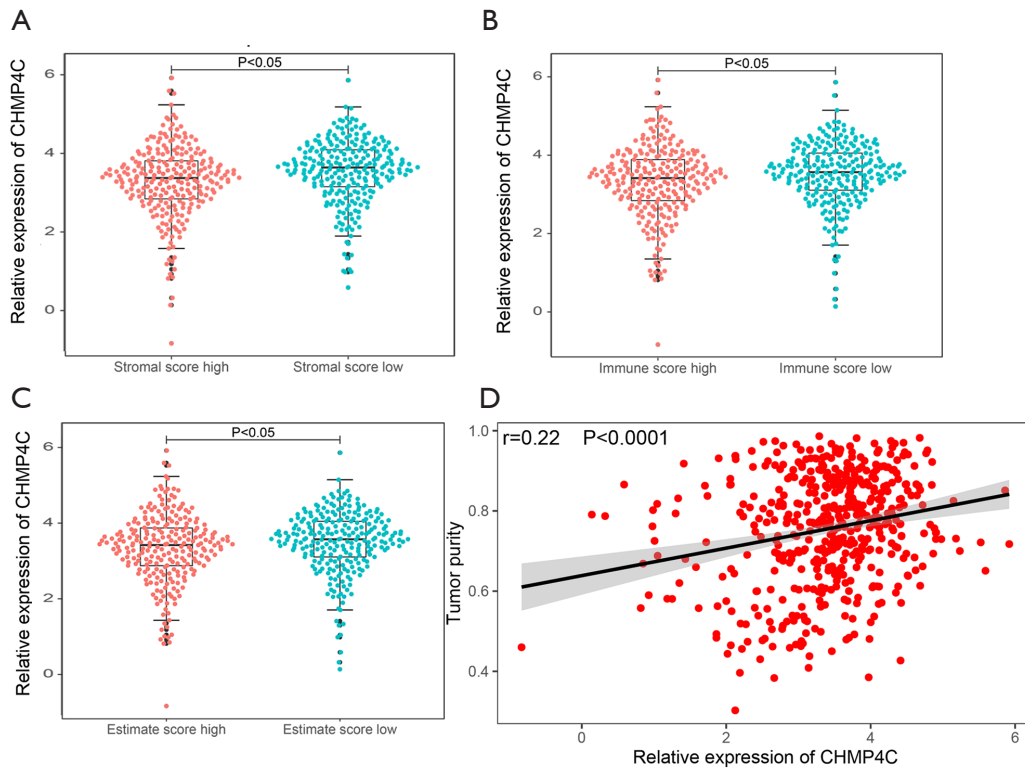 A
P<0.05
Relative expression of CHMP4C
6
4
2
0
Stromal score high
Stromal score low
B
P<0.05
Relative expression of CHMP4C
6
4
2
0
Immune score high
Immune score low
C
P<0.05
Relative expression of CHMP4C
6
4
2
0
Estimate score high
Estimate score low
D
r=0.22 P<0.0001
Tumor purity
1.0
0.8
0.6
0.4
0 2 4 6
Relative expression of CHMP4C